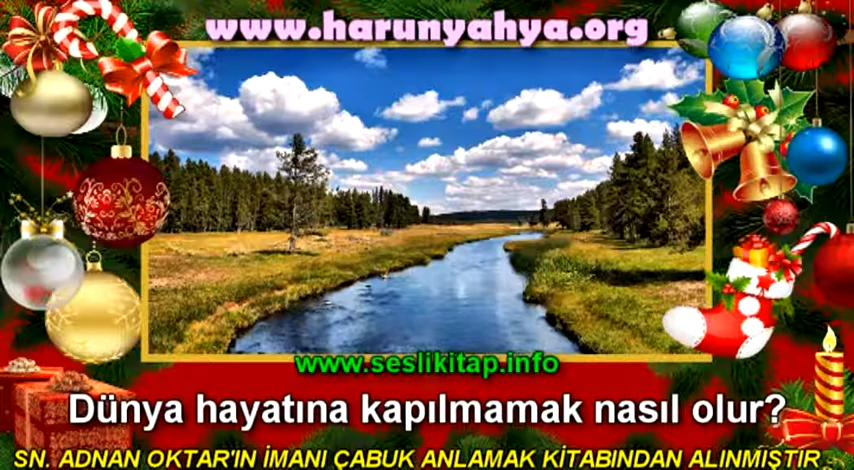 www.harunyahya.org
www.seslikitap.info
Dünya hayatına kapılmamak nasıl olur?
SN. ADNAN OKTAR'IN İMANI ÇABUK ANLAMAK KİTABINDAN ALINMIŞTIR